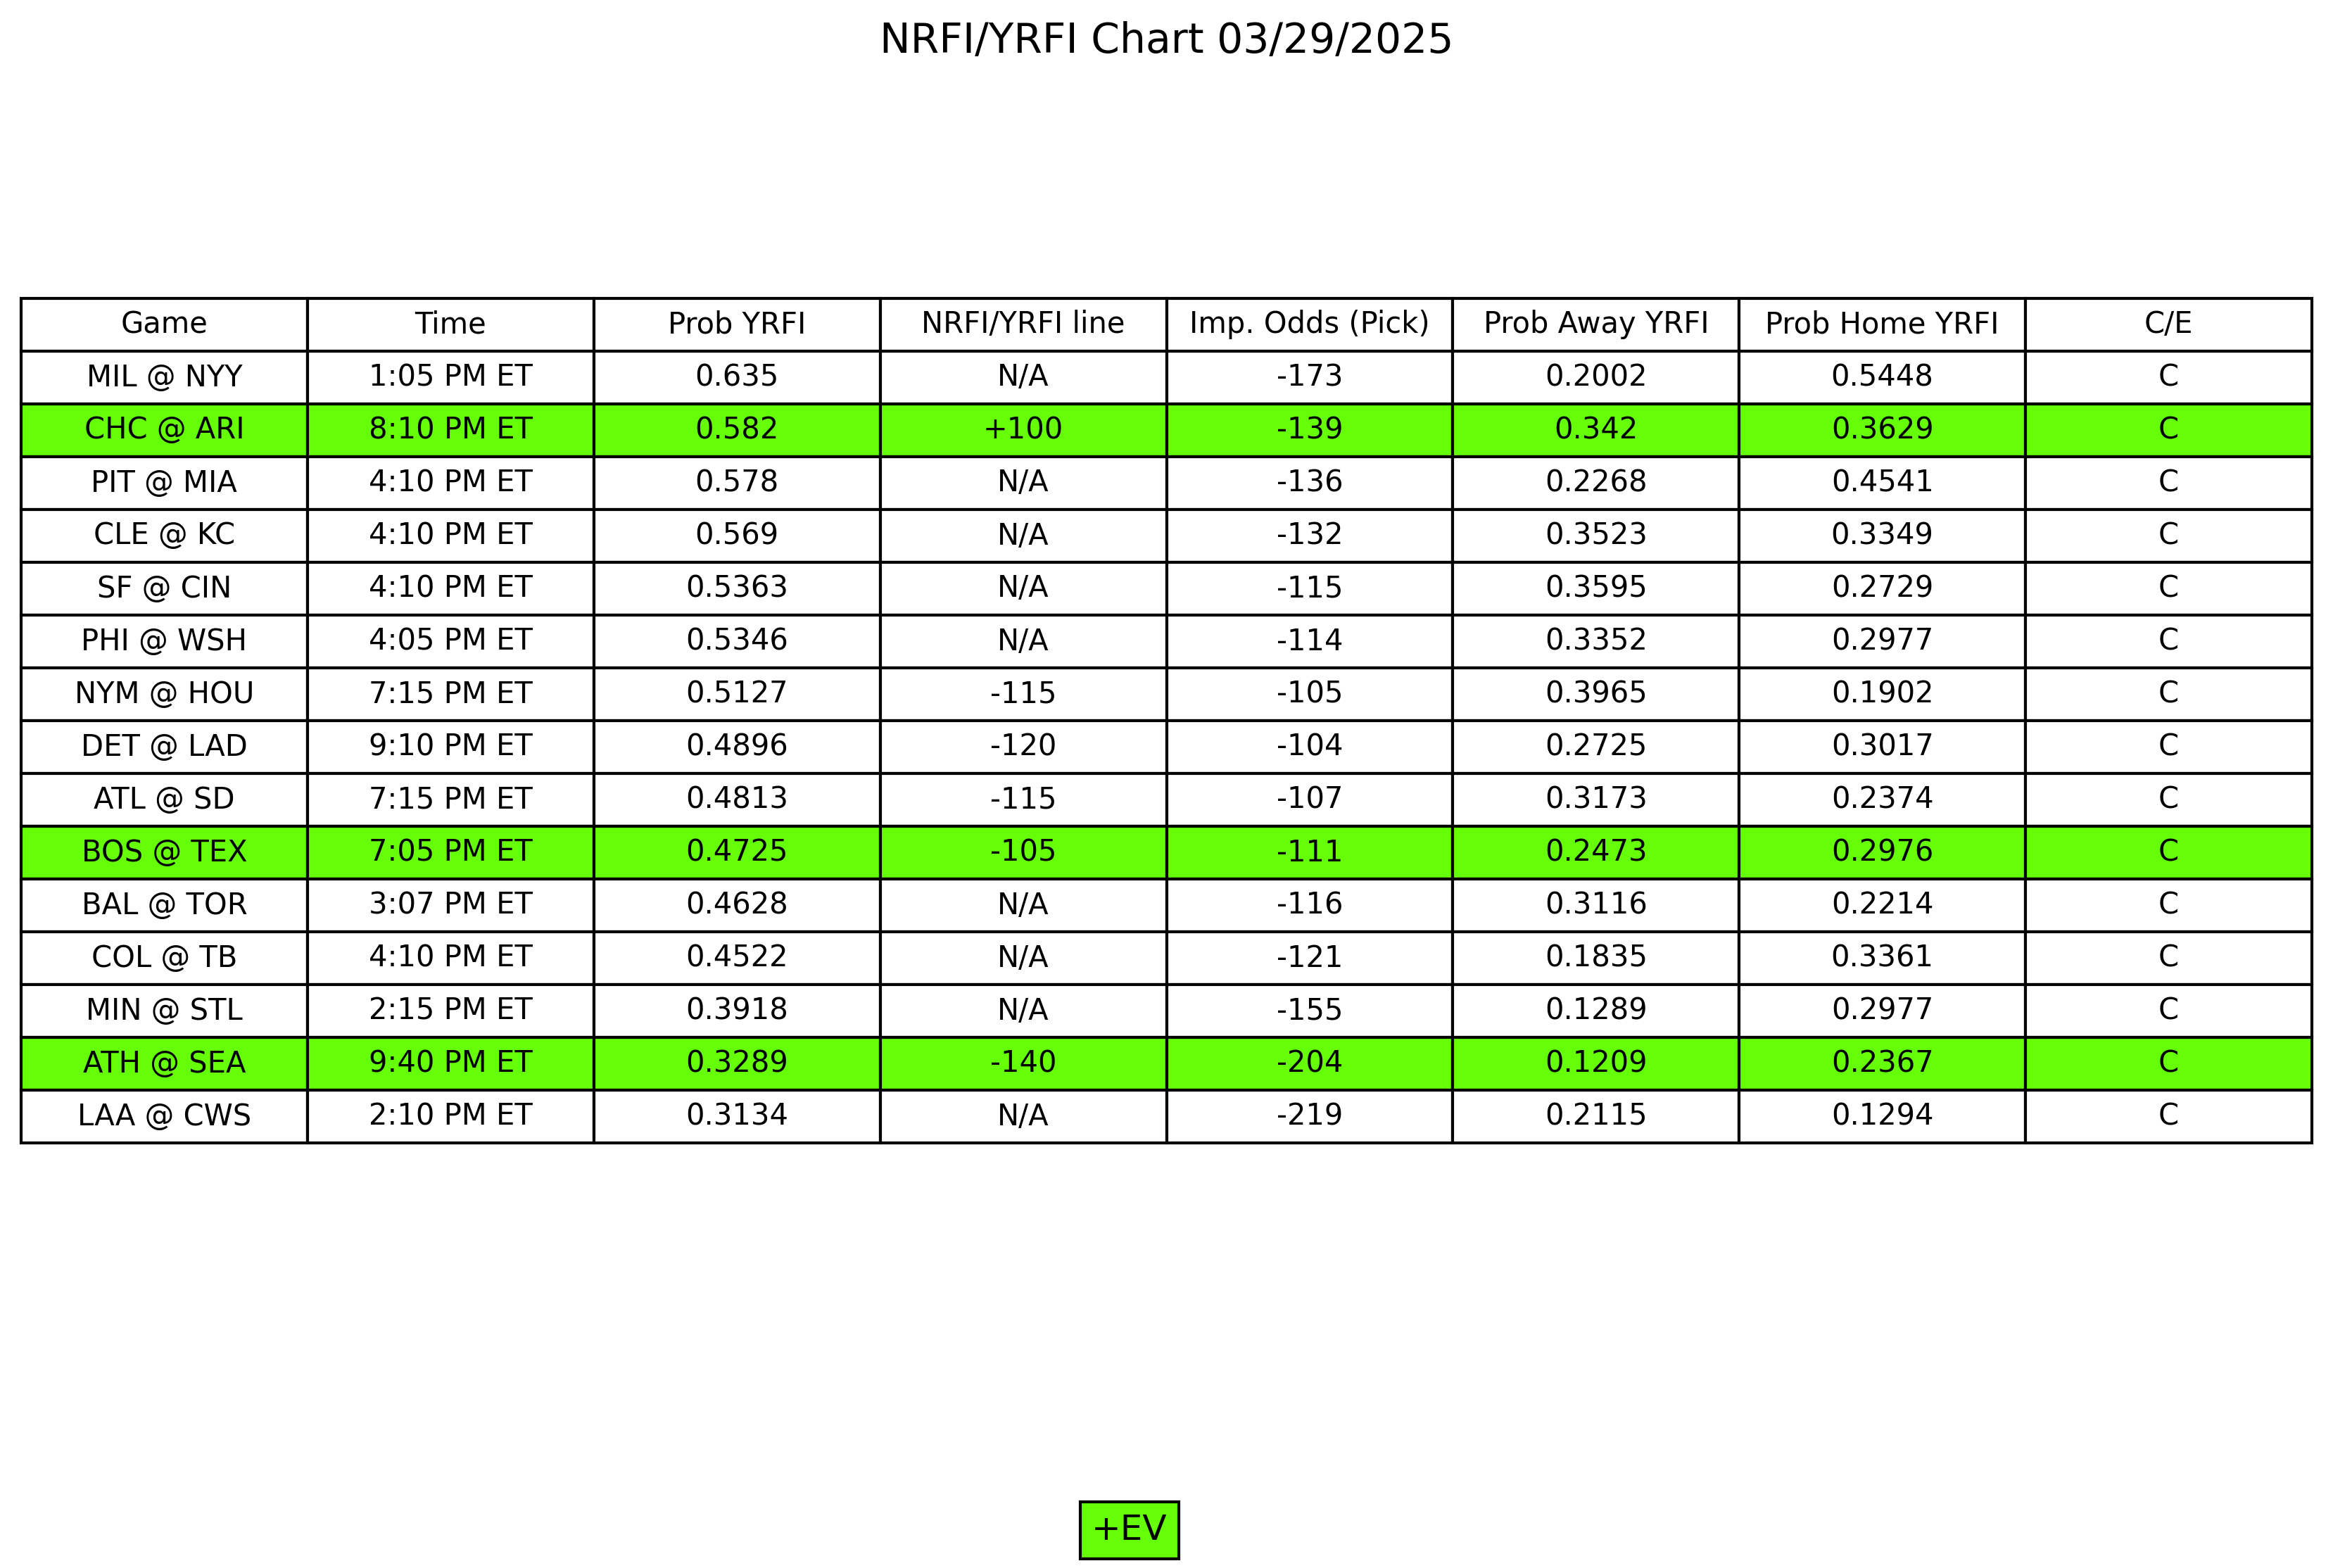 NRFI/YRFI Chart 03/29/2025
Game Time Prob YRFI NRFI/YRFI line Imp. Odds (Pick) Prob Away YRFI Prob Home YRFI C/E
MIL @ NYY 1:05 PM ET 0.635 N/A -173 0.2002 0.5448 C
CHC @ ARI 8:10 PM ET 0.582 +100 -139 0.342 0.3629 C
PIT @ MIA 4:10 PM ET 0.578 N/A -136 0.2268 0.4541 C
CLE @ KC 4:10 PM ET 0.569 N/A -132 0.3523 0.3349 C
SF @ CIN 4:10 PM ET 0.5363 N/A -115 0.3595 0.2729 C
PHI @ WSH 4:05 PM ET 0.5346 N/A -114 0.3352 0.2977 C
NYM @ HOU 7:15 PM ET 0.5127 -115 -105 0.3965 0.1902 C
DET @ LAD 9:10 PM ET 0.4896 -120 -104 0.2725 0.3017 C
ATL @ SD 7:15 PM ET 0.4813 -115 -107 0.3173 0.2374 C
BOS @ TEX 7:05 PM ET 0.4725 -105 -111 0.2473 0.2976 C
BAL @ TOR 3:07 PM ET 0.4628 N/A -116 0.3116 0.2214 C
COL @ TB 4:10 PM ET 0.4522 N/A -121 0.1835 0.3361 C
MIN @ STL 2:15 PM ET 0.3918 N/A -155 0.1289 0.2977 C
ATH @ SEA 9:40 PM ET 0.3289 -140 -204 0.1209 0.2367 C
LAA @ CWS 2:10 PM ET 0.3134 N/A -219 0.2115 0.1294 C
+EV